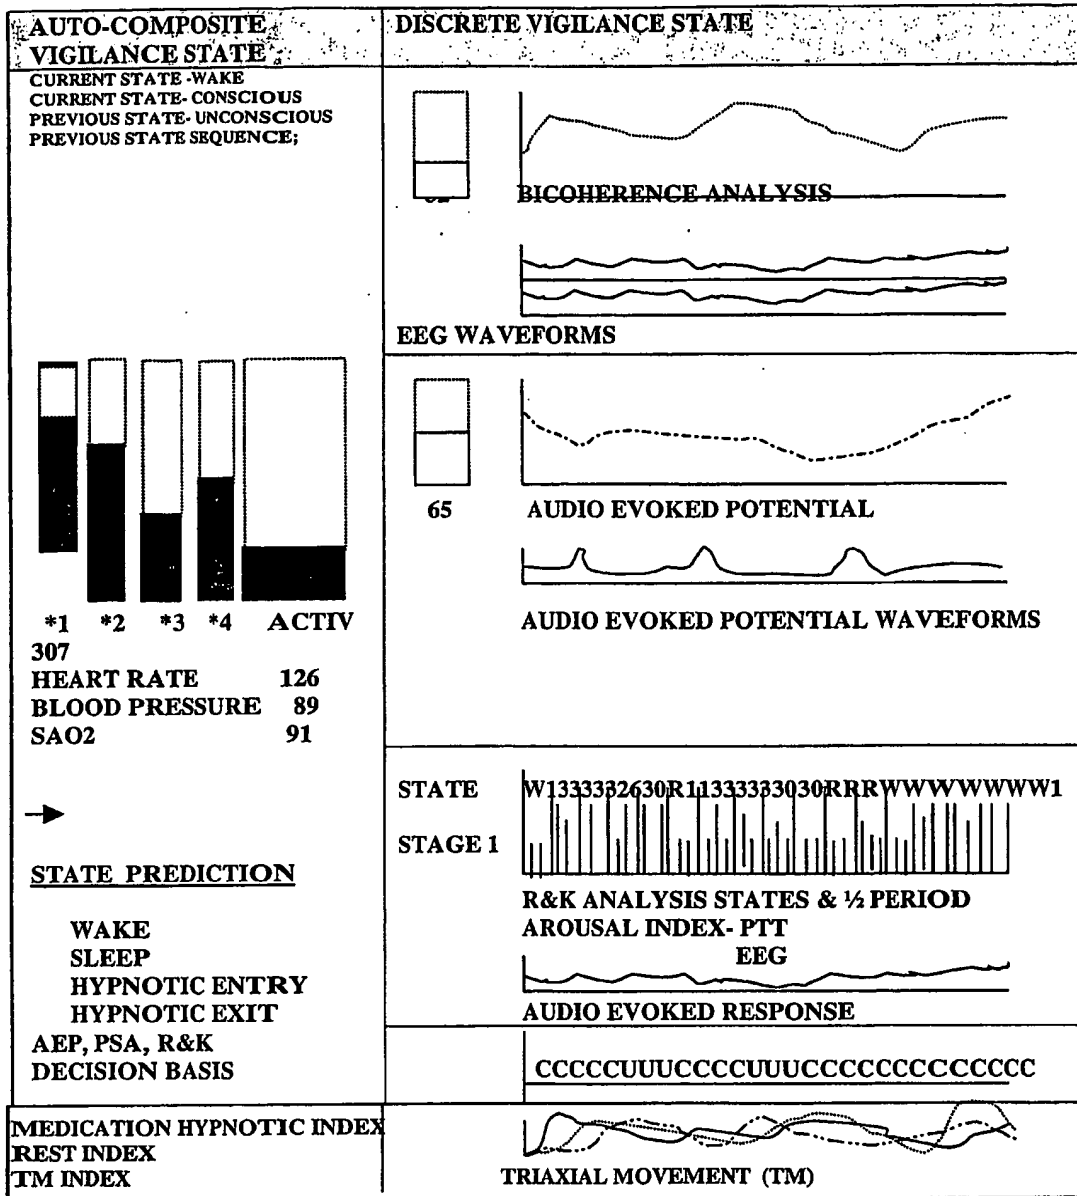 AUTO-COMPOSITE
VIGILANCE STATE
CURRENT STATE -WAKE
CURRENT STATE- CONSCIOUS
PREVIOUS STATE- UNCONSCIOUS
PREVIOUS STATE SEQUENCE;
*1 *2 *3 *4 ACTIV
307
HEART RATE 126
BLOOD PRESSURE 89
SAO2 91
STATE PREDICTION
WAKE
SLEEP
HYPNOTIC ENTRY
HYPNOTIC EXIT
AEP, PSA, R&K
DECISION BASIS
MEDICATION HYPNOTIC INDEX
REST INDEX
TM INDEX
DISCRETE VIGILANCE STATE
BICOHERENCE ANALYSIS
EEG WAVEFORMS
65 AUDIO EVOKED POTENTIAL
AUDIO EVOKED POTENTIAL WAVEFORMS
STATE W1333332630R11333333030RRRWWWWWWWW1
STAGE 1
R&K ANALYSIS STATES & ½ PERIOD
AROUSAL INDEX- PTT
EEG
AUDIO EVOKED RESPONSE
CCCCCUUUCCCCUUUCCCCCCCCCCCCCC
TRIAXIAL MOVEMENT (TM)